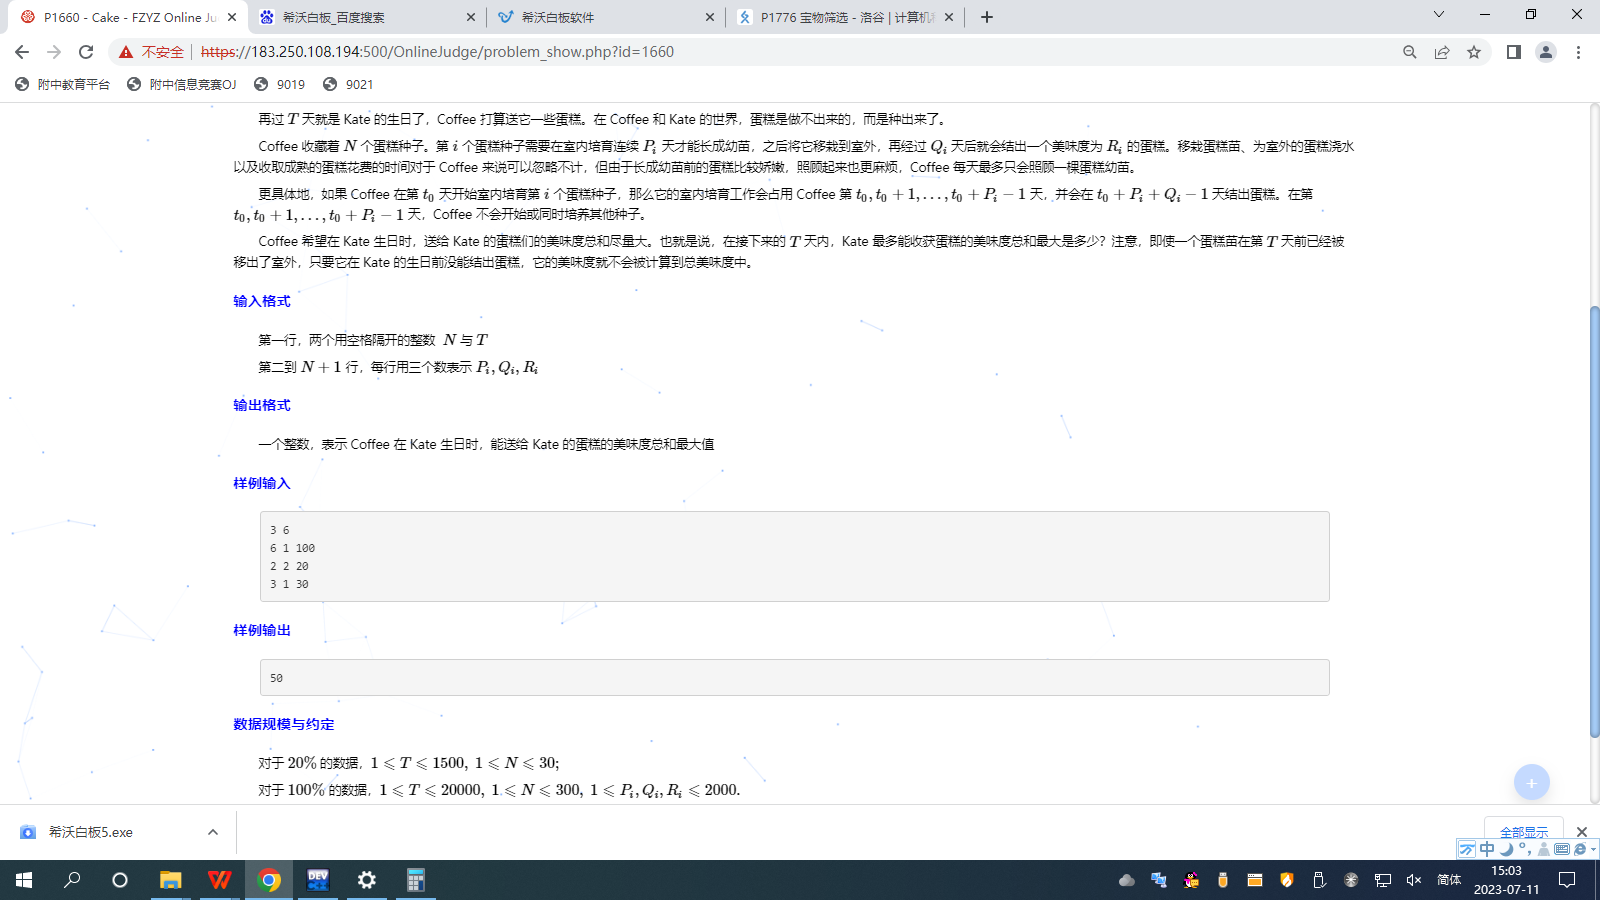 P1660 - Cake - FZYZ Online Ju
希沃白板_百度搜索
希沃白板软件
P1776 宝物筛选 - 洛谷 | 计算机科
不安全
https://183.250.108.194:500/OnlineJudge/problem_show.php?id=1660
附中教育平台
附中信息竞赛OJ
9019
9021
再过 T 天就是 Kate 的生日了，Coffee 打算送它一些蛋糕。在 Coffee 和 Kate 的世界，蛋糕是做不出来的，而是种出来了。
Coffee 收藏着 N 个蛋糕种子。第 i 个蛋糕种子需要在室内培育连续 P_i 天才能长成幼苗，之后将它移栽到室外，再经过 Q_i 天后就会结出一个美味度为 R_i 的蛋糕。移栽蛋糕苗、为室外的蛋糕浇水
以及收取成熟的蛋糕花费的时间对于 Coffee 来说可以忽略不计，但由于长成幼苗前的蛋糕比较娇嫩，照顾起来也更麻烦，Coffee 每天最多只会照顾一棵蛋糕幼苗。
更具体地，如果 Coffee 在第 t_0 天开始室内培育第 i 个蛋糕种子，那么它的室内培育工作会占用 Coffee 第 t_0, t_0 + 1, . . . , t_0 + P_i − 1 天，并会在 t_0 + P_i + Q_i − 1 天结出蛋糕。在第
t_0, t_0 + 1, . . . , t_0 + P_i − 1 天，Coffee 不会开始或同时培养其他种子。
Coffee 希望在 Kate 生日时，送给 Kate 的蛋糕们的美味度总和尽量大。也就是说，在接下来的 T 天内，Kate 最多能收获蛋糕的美味度总和最大是多少？注意，即使一个蛋糕苗在第 T 天前已经被
移出了室外，只要它在 Kate 的生日前没能结出蛋糕，它的美味度就不会被计算到总美味度中。
输入格式
第一行，两个用空格隔开的整数 N 与 T
第二到 N + 1 行，每行用三个数表示 P_i, Q_i, R_i
输出格式
一个整数，表示 Coffee 在 Kate 生日时，能送给 Kate 的蛋糕的美味度总和最大值
样例输入
3 6
6 1 100
2 2 20
3 1 30
样例输出
50
数据规模与约定
对于 20% 的数据，1 ⩽ T ⩽ 1500, 1 ⩽ N ⩽ 30;
对于 100% 的数据，1 ⩽ T ⩽ 20000, 1 ⩽ N ⩽ 300, 1 ⩽ P_i, Q_i, R_i ⩽ 2000.
希沃白板5.exe
全部显示
中
DEV
简体
15:03
2023-07-11